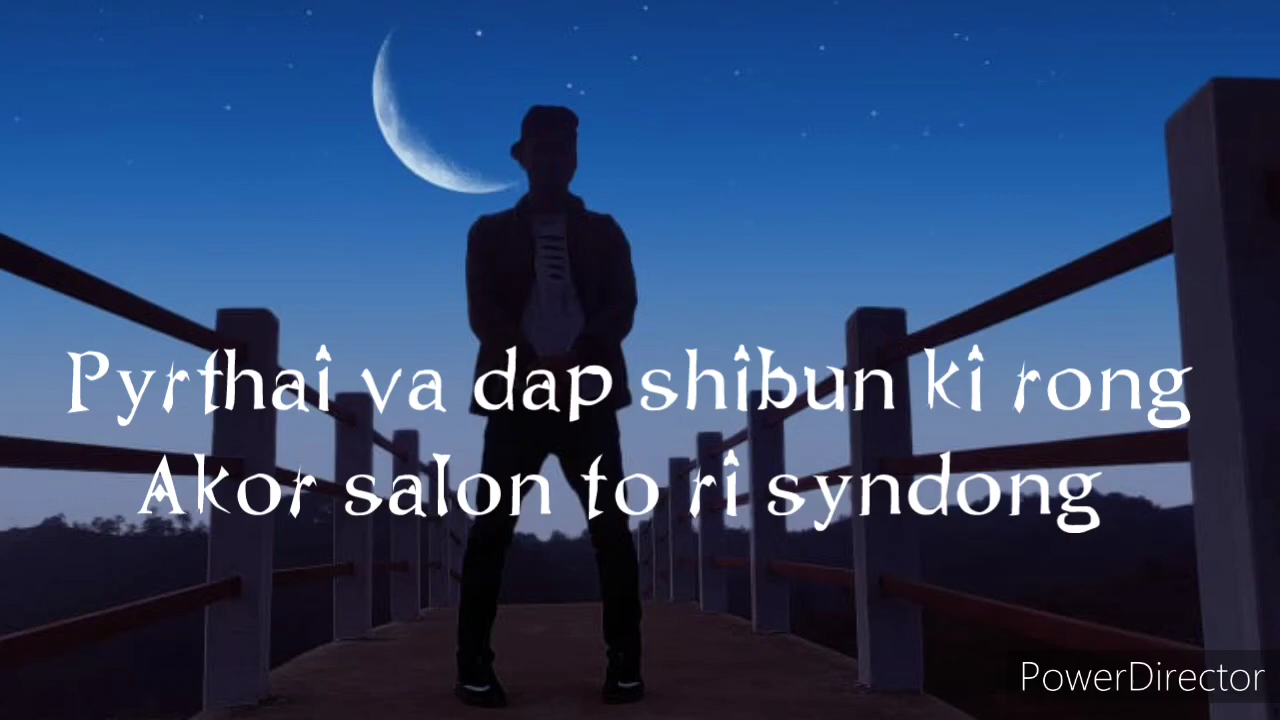 Pyrthai va dap shibun ki rong
Akor salon to ri syndong
PowerDirector